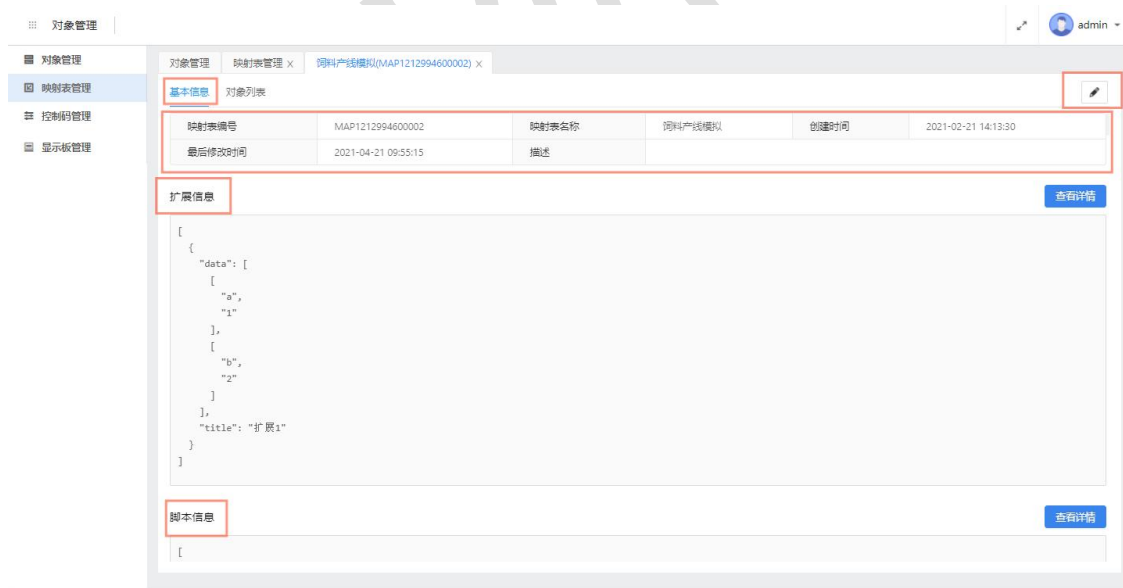 对象管理
admin
对象管理
映射表管理
控制码管理
显示板管理
对象管理 映射表管理 × 饲料产线模拟(MAP1212994600002) ×
基本信息 对象列表
映射表编号 MAP1212994600002 映射表名称 饲料产线模拟 创建时间 2021-02-21 14:13:30
最后修改时间 2021-04-21 09:55:15 描述
扩展信息 查看详情
[
{
"data": [
[
"a",
"1"
],
[
"b",
"2"
]
],
"title": "扩展1"
}
]
脚本信息 查看详情
[